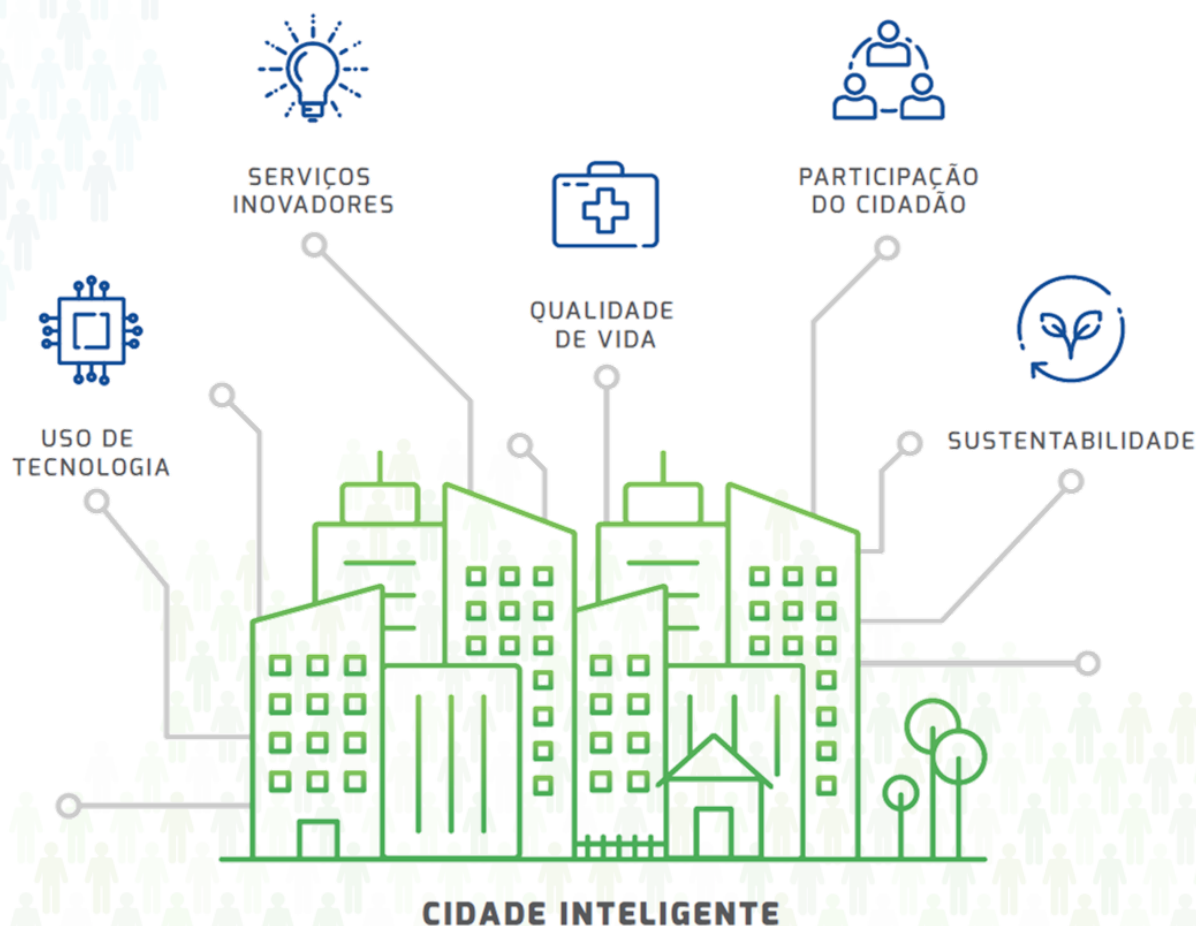 SERVIÇOS
INOVADORES
PARTICIPAÇÃO
DO CIDADÃO
QUALIDADE
DE VIDA
USO DE
TECNOLOGIA
SUSTENTABILIDADE
CIDADE INTELIGENTE